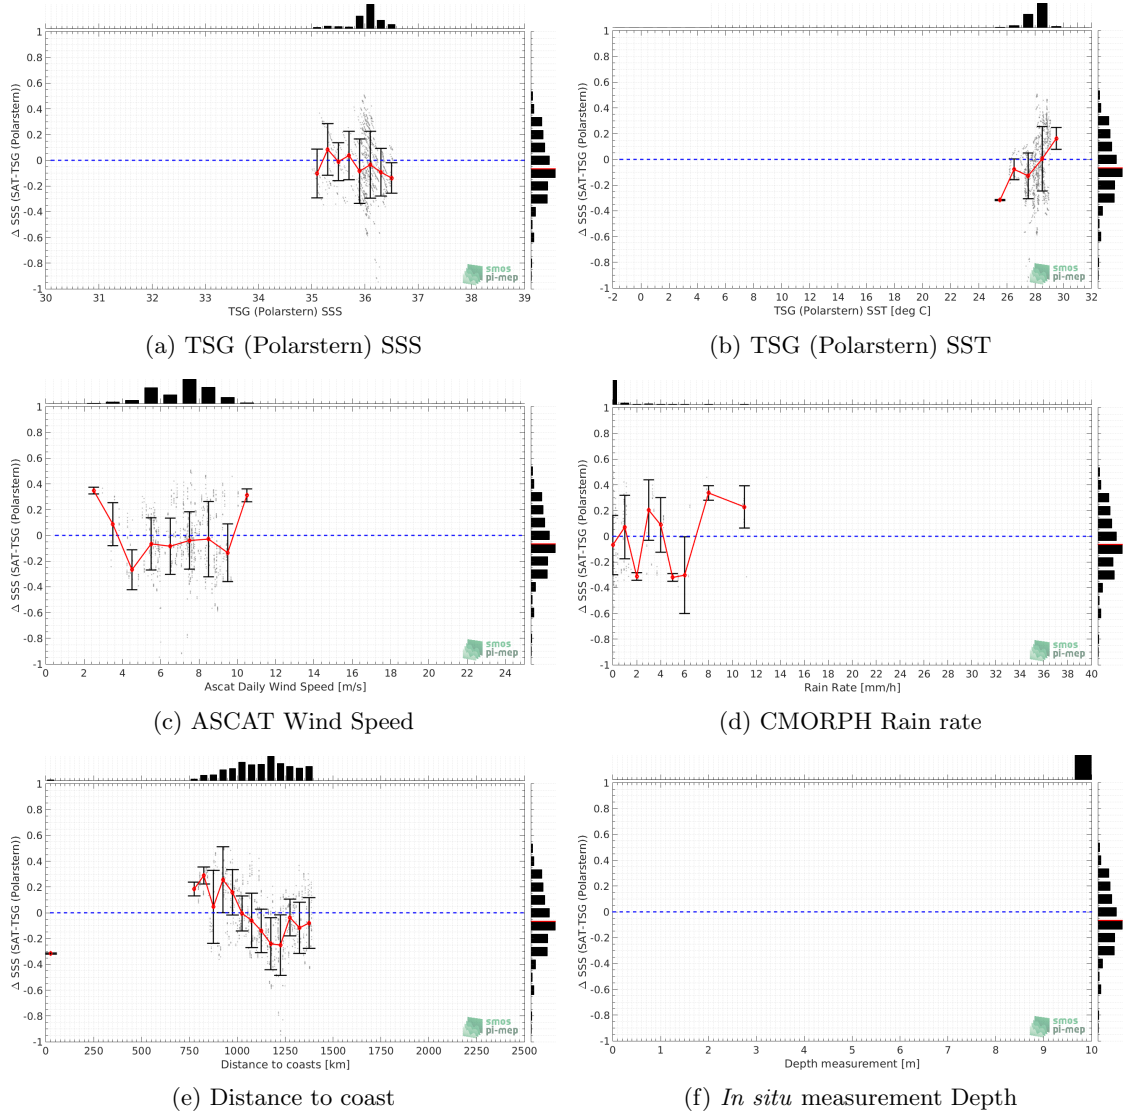 1
0.8
0.6
0.4
0.2
0
-0.2
-0.4
-0.6
-0.8
-1
Δ SSS (SAT-TSG (Polarstern))
30 31 32 33 34 35 36 37 38 39
TSG (Polarstern) SSS
smos
pi-mep
(a) TSG (Polarstern) SSS
1
0.8
0.6
0.4
0.2
0
-0.2
-0.4
-0.6
-0.8
-1
Δ SSS (SAT-TSG (Polarstern))
-2 0 2 4 6 8 10 12 14 16 18 20 22 24 26 28 30 32
TSG (Polarstern) SST [deg C]
smos
pi-mep
(b) TSG (Polarstern) SST
1
0.8
0.6
0.4
0.2
0
-0.2
-0.4
-0.6
-0.8
-1
Δ SSS (SAT-TSG (Polarstern))
0 2 4 6 8 10 12 14 16 18 20 22 24
Ascat Daily Wind Speed [m/s]
smos
pi-mep
(c) ASCAT Wind Speed
1
0.8
0.6
0.4
0.2
0
-0.2
-0.4
-0.6
-0.8
-1
Δ SSS (SAT-TSG (Polarstern))
0 2 4 6 8 10 12 14 16 18 20 22 24 26 28 30 32 34 36 38 40
Rain Rate [mm/h]
smos
pi-mep
(d) CMORPH Rain rate
1
0.8
0.6
0.4
0.2
0
-0.2
-0.4
-0.6
-0.8
-1
Δ SSS (SAT-TSG (Polarstern))
0 250 500 750 1000 1250 1500 1750 2000 2250 2500
Distance to coasts [km]
smos
pi-mep
(e) Distance to coast
1
0.8
0.6
0.4
0.2
0
-0.2
-0.4
-0.6
-0.8
-1
Δ SSS (SAT-TSG (Polarstern))
0 1 2 3 4 5 6 7 8 9 10
Depth measurement [m]
smos
pi-mep
(f) In situ measurement Depth